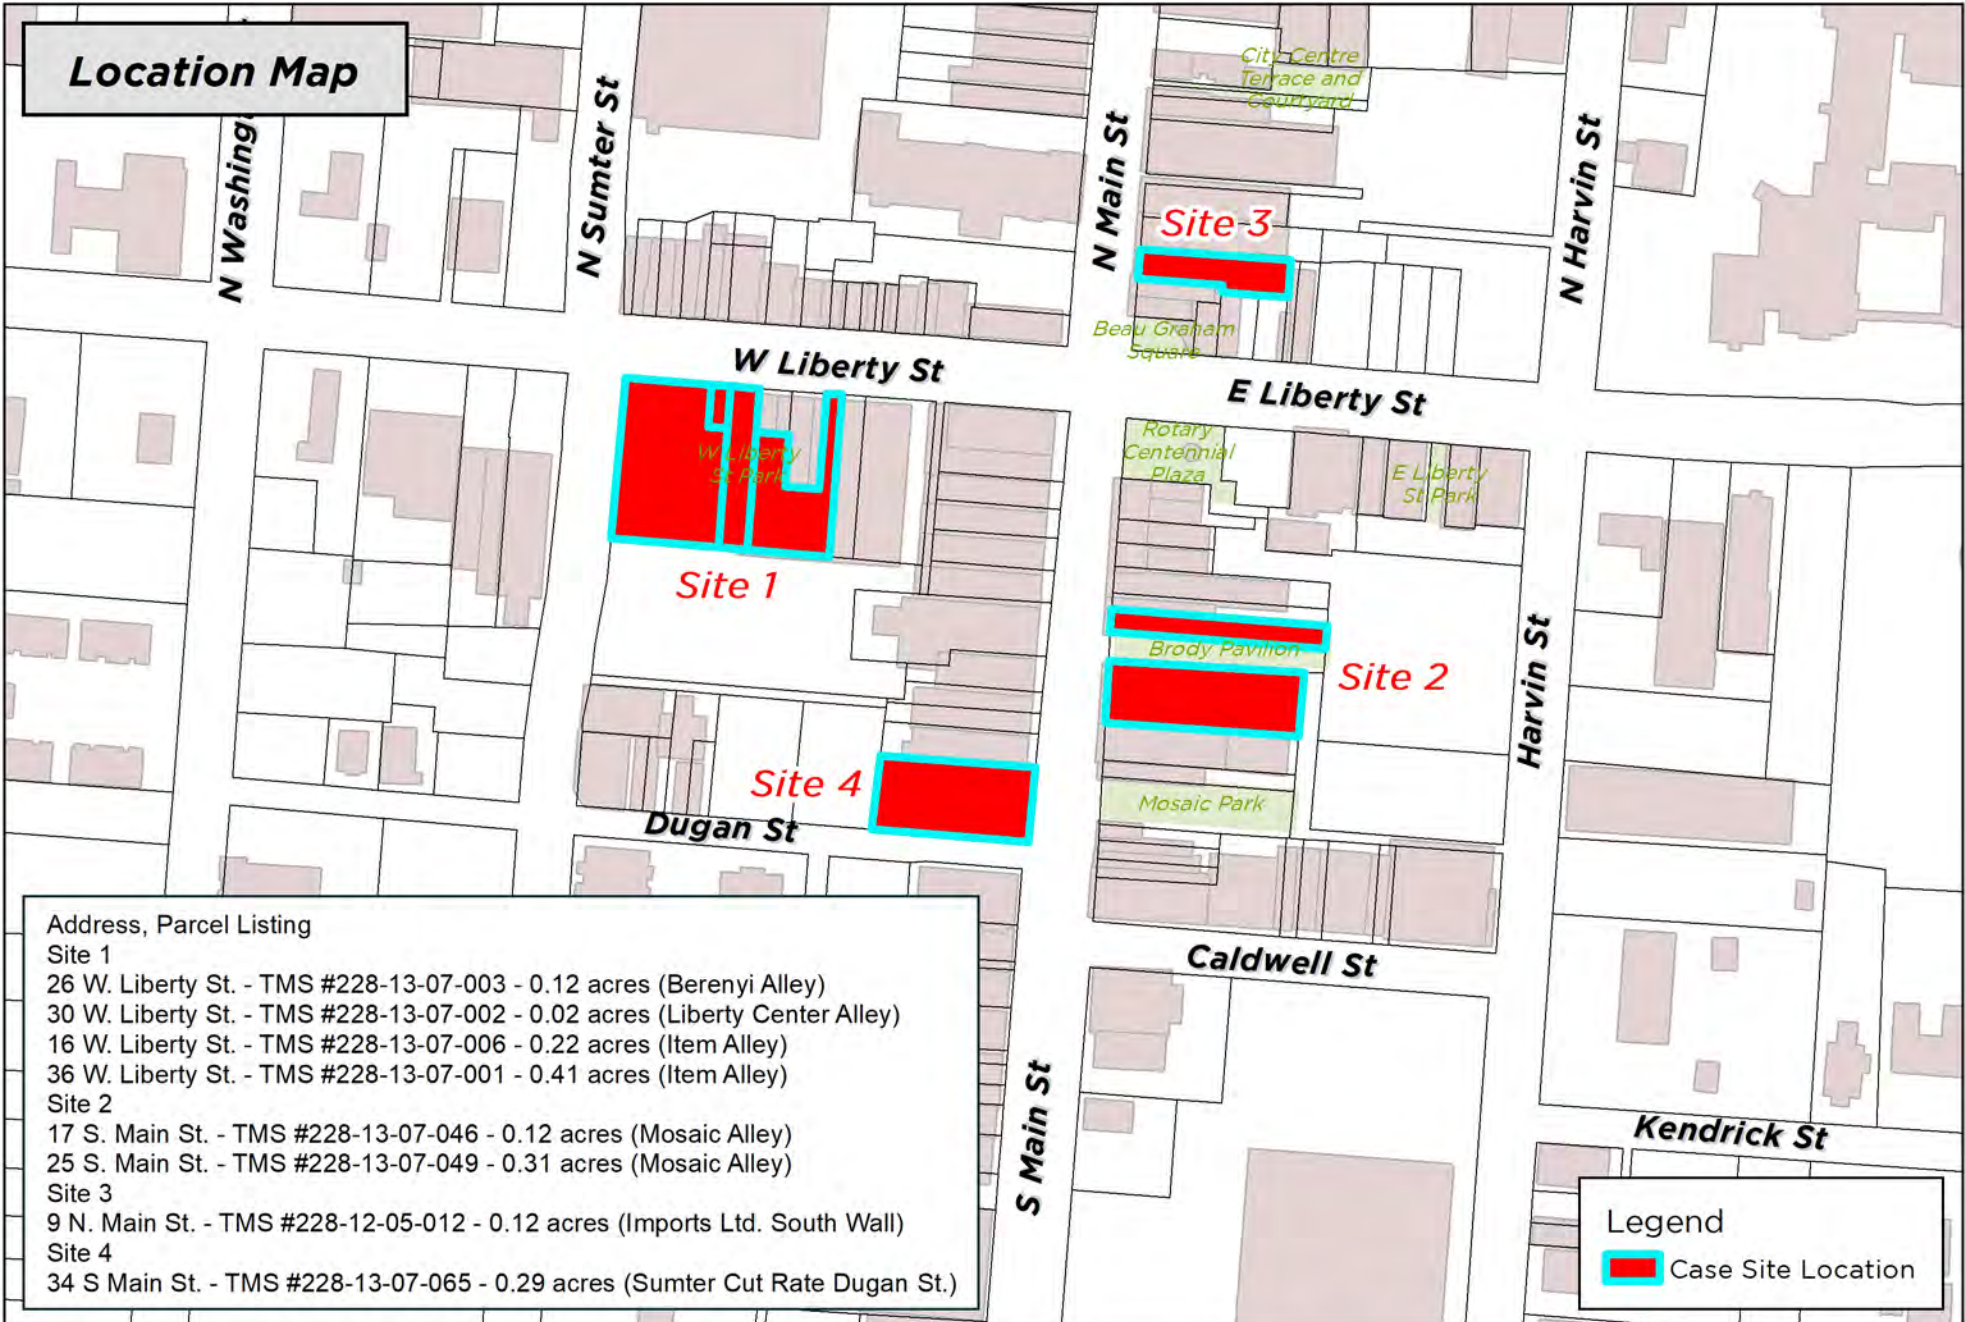 Location Map
N Washingt
N Sumter St
N Main St
N Harvin St
City Centre
Terrace and
Courtyard
Site 3
Beau Graham
Square
W Liberty St
E Liberty St
Rotary
Centennial
Plaza
E Liberty
St Park
W Liberty
St Park
Site 1
Brody Pavilion
Site 2
Harvin St
Site 4
Mosaic Park
Dugan St
Caldwell St
S Main St
Kendrick St
Address, Parcel Listing
Site 1
26 W. Liberty St. - TMS #228-13-07-003 - 0.12 acres (Berenyi Alley)
30 W. Liberty St. - TMS #228-13-07-002 - 0.02 acres (Liberty Center Alley)
16 W. Liberty St. - TMS #228-13-07-006 - 0.22 acres (Item Alley)
36 W. Liberty St. - TMS #228-13-07-001 - 0.41 acres (Item Alley)
Site 2
17 S. Main St. - TMS #228-13-07-046 - 0.12 acres (Mosaic Alley)
25 S. Main St. - TMS #228-13-07-049 - 0.31 acres (Mosaic Alley)
Site 3
9 N. Main St. - TMS #228-12-05-012 - 0.12 acres (Imports Ltd. South Wall)
Site 4
34 S Main St. - TMS #228-13-07-065 - 0.29 acres (Sumter Cut Rate Dugan St.)
Legend
Case Site Location